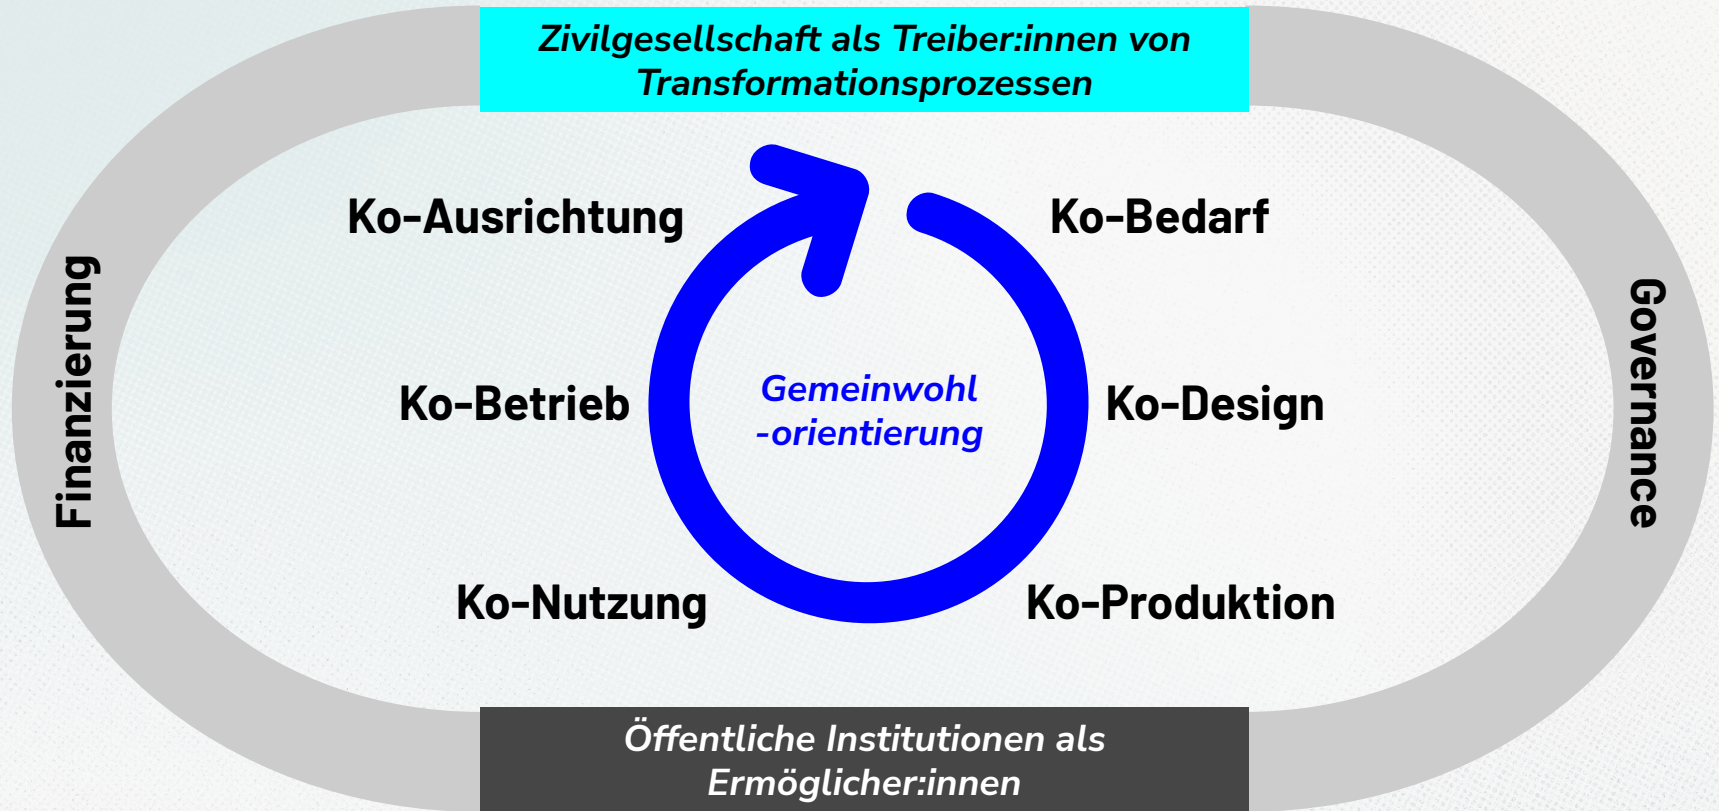 Zivilgesellschaft als Treiber:innen von
Transformationsprozessen
Ko-Ausrichtung
Ko-Bedarf
Finanzierung
Governance
Ko-Betrieb
Gemeinwohl
-orientierung
Ko-Design
Ko-Nutzung
Ko-Produktion
Öffentliche Institutionen als
Ermöglicher:innen